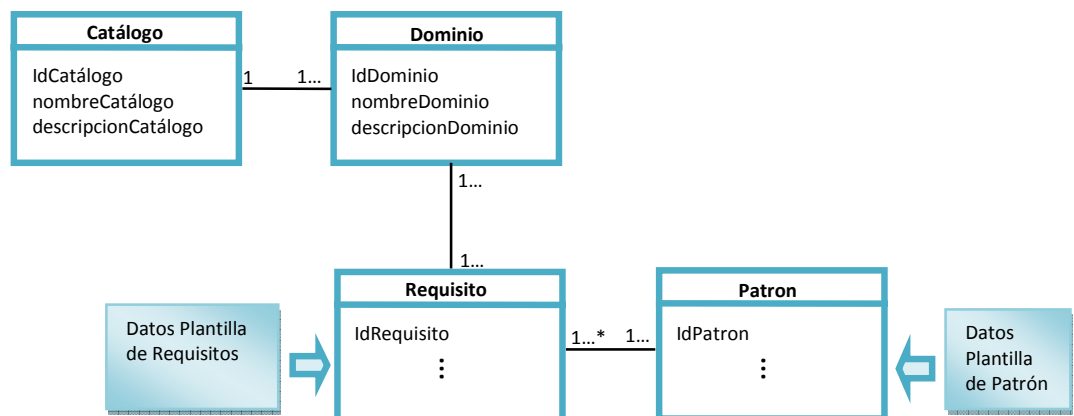 Catálogo
IdCatálogo
nombreCatálogo
descripcionCatálogo
1
1...
Dominio
IdDominio
nombreDominio
descripcionDominio
1...
1...
Datos Plantilla
de Requisitos
Requisito
IdRequisito
⋮
1...*
1...
Patron
IdPatron
⋮
Datos
Plantilla
de Patrón